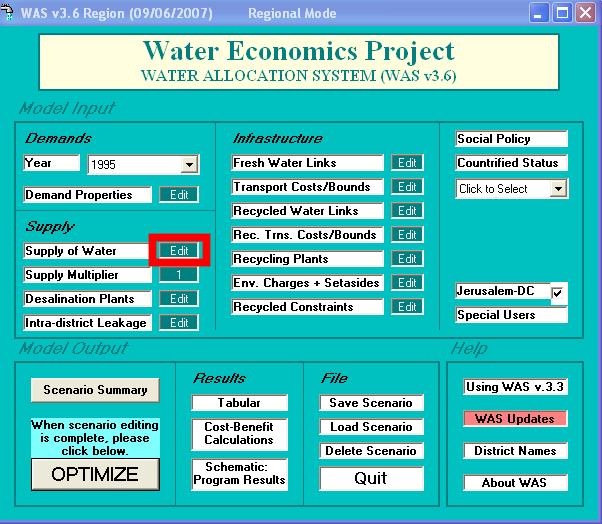 WAS v3.6 Region (09/06/2007) Regional Mode
Water Economics Project
WATER ALLOCATION SYSTEM (WAS v3.6)
Model Input
Demands
Year 1995
Demand Properties Edit
Supply
Supply of Water Edit
Supply Multiplier 1
Desalination Plants Edit
Intra-district Leakage Edit
Infrastructure
Fresh Water Links Edit
Transport Costs/Bounds Edit
Recycled Water Links Edit
Rec. Trns. Costs/Bounds Edit
Recycling Plants Edit
Env. Charges + Setasides Edit
Recycled Constraints Edit
Social Policy
Countrified Status
Click to Select
Jerusalem-DC
Special Users
Model Output
Scenario Summary
When scenario editing
is complete, please
click below.
OPTIMIZE
Results
Tabular
Cost-Benefit
Calculations
Schematic:
Program Results
File
Save Scenario
Load Scenario
Delete Scenario
Quit
Help
Using WAS v.3.3
WAS Updates
District Names
About WAS